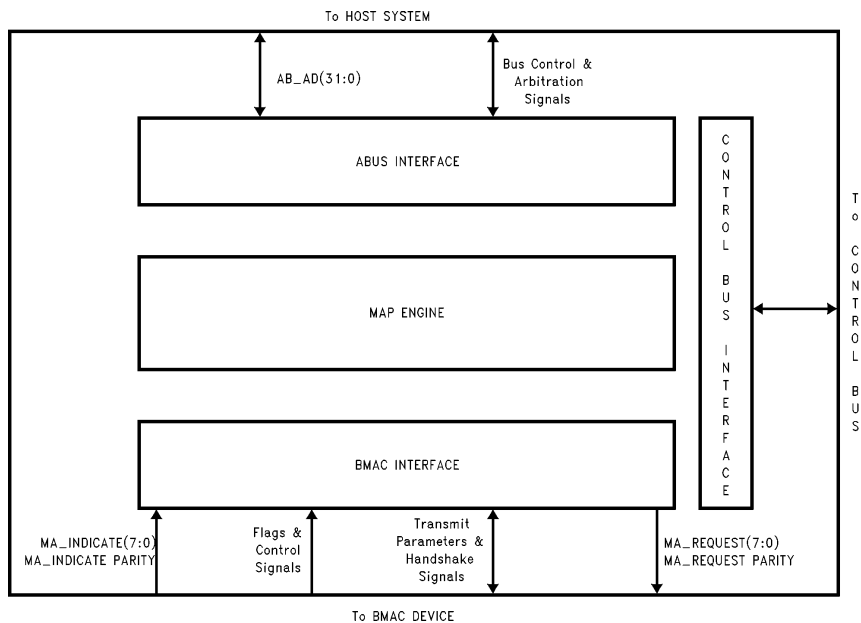 To HOST SYSTEM
AB_AD(31:0)
Bus Control &
Arbitration
Signals
ABUS INTERFACE
MAP ENGINE
BMAC INTERFACE
CONTROL BUS INTERFACE
To CONTROL BUS
MA_INDICATE(7:0)
MA_INDICATE PARITY
Flags &
Control
Signals
Transmit
Parameters &
Handshake
Signals
MA_REQUEST(7:0)
MA_REQUEST PARITY
To BMAC DEVICE